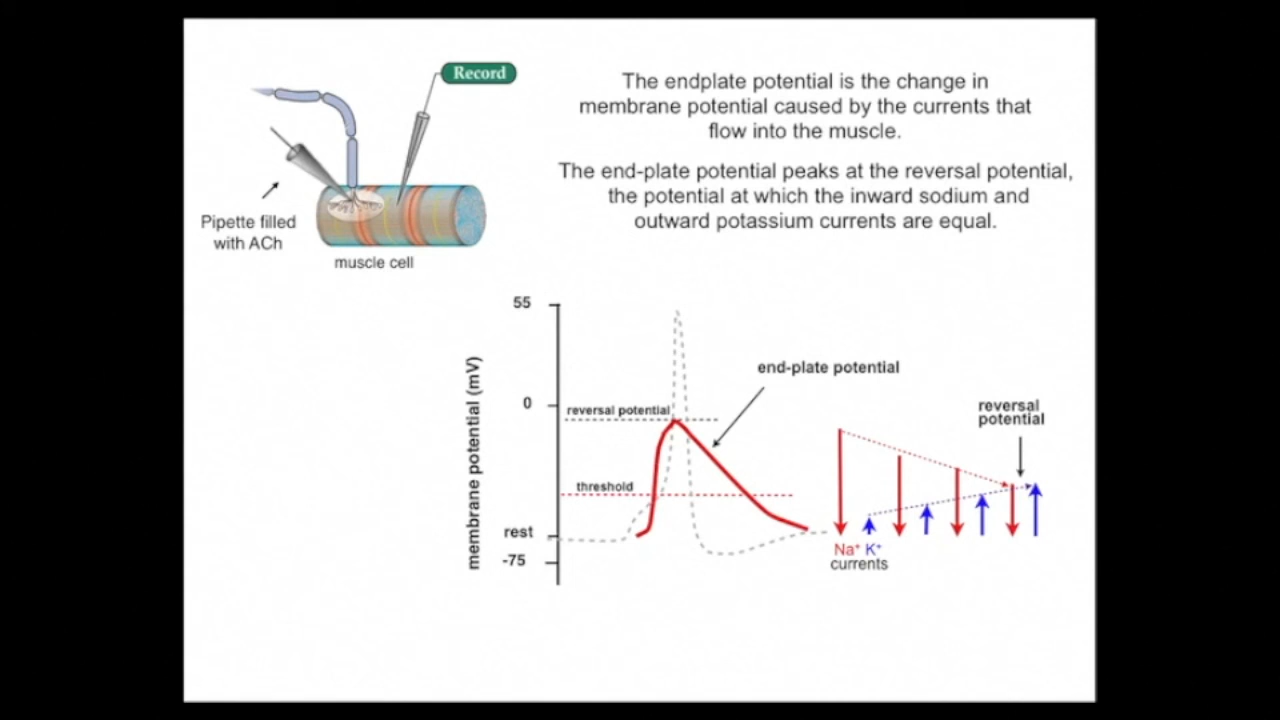 Record
The endplate potential is the change in
membrane potential caused by the currents that
flow into the muscle.
The end-plate potential peaks at the reversal potential,
the potential at which the inward sodium and
outward potassium currents are equal.
Pipette filled
with ACh
muscle cell
55
end-plate potential
0
reversal potential
reversal
potential
membrane potential (mV)
threshold
rest
-75
Na⁺ K⁺
currents